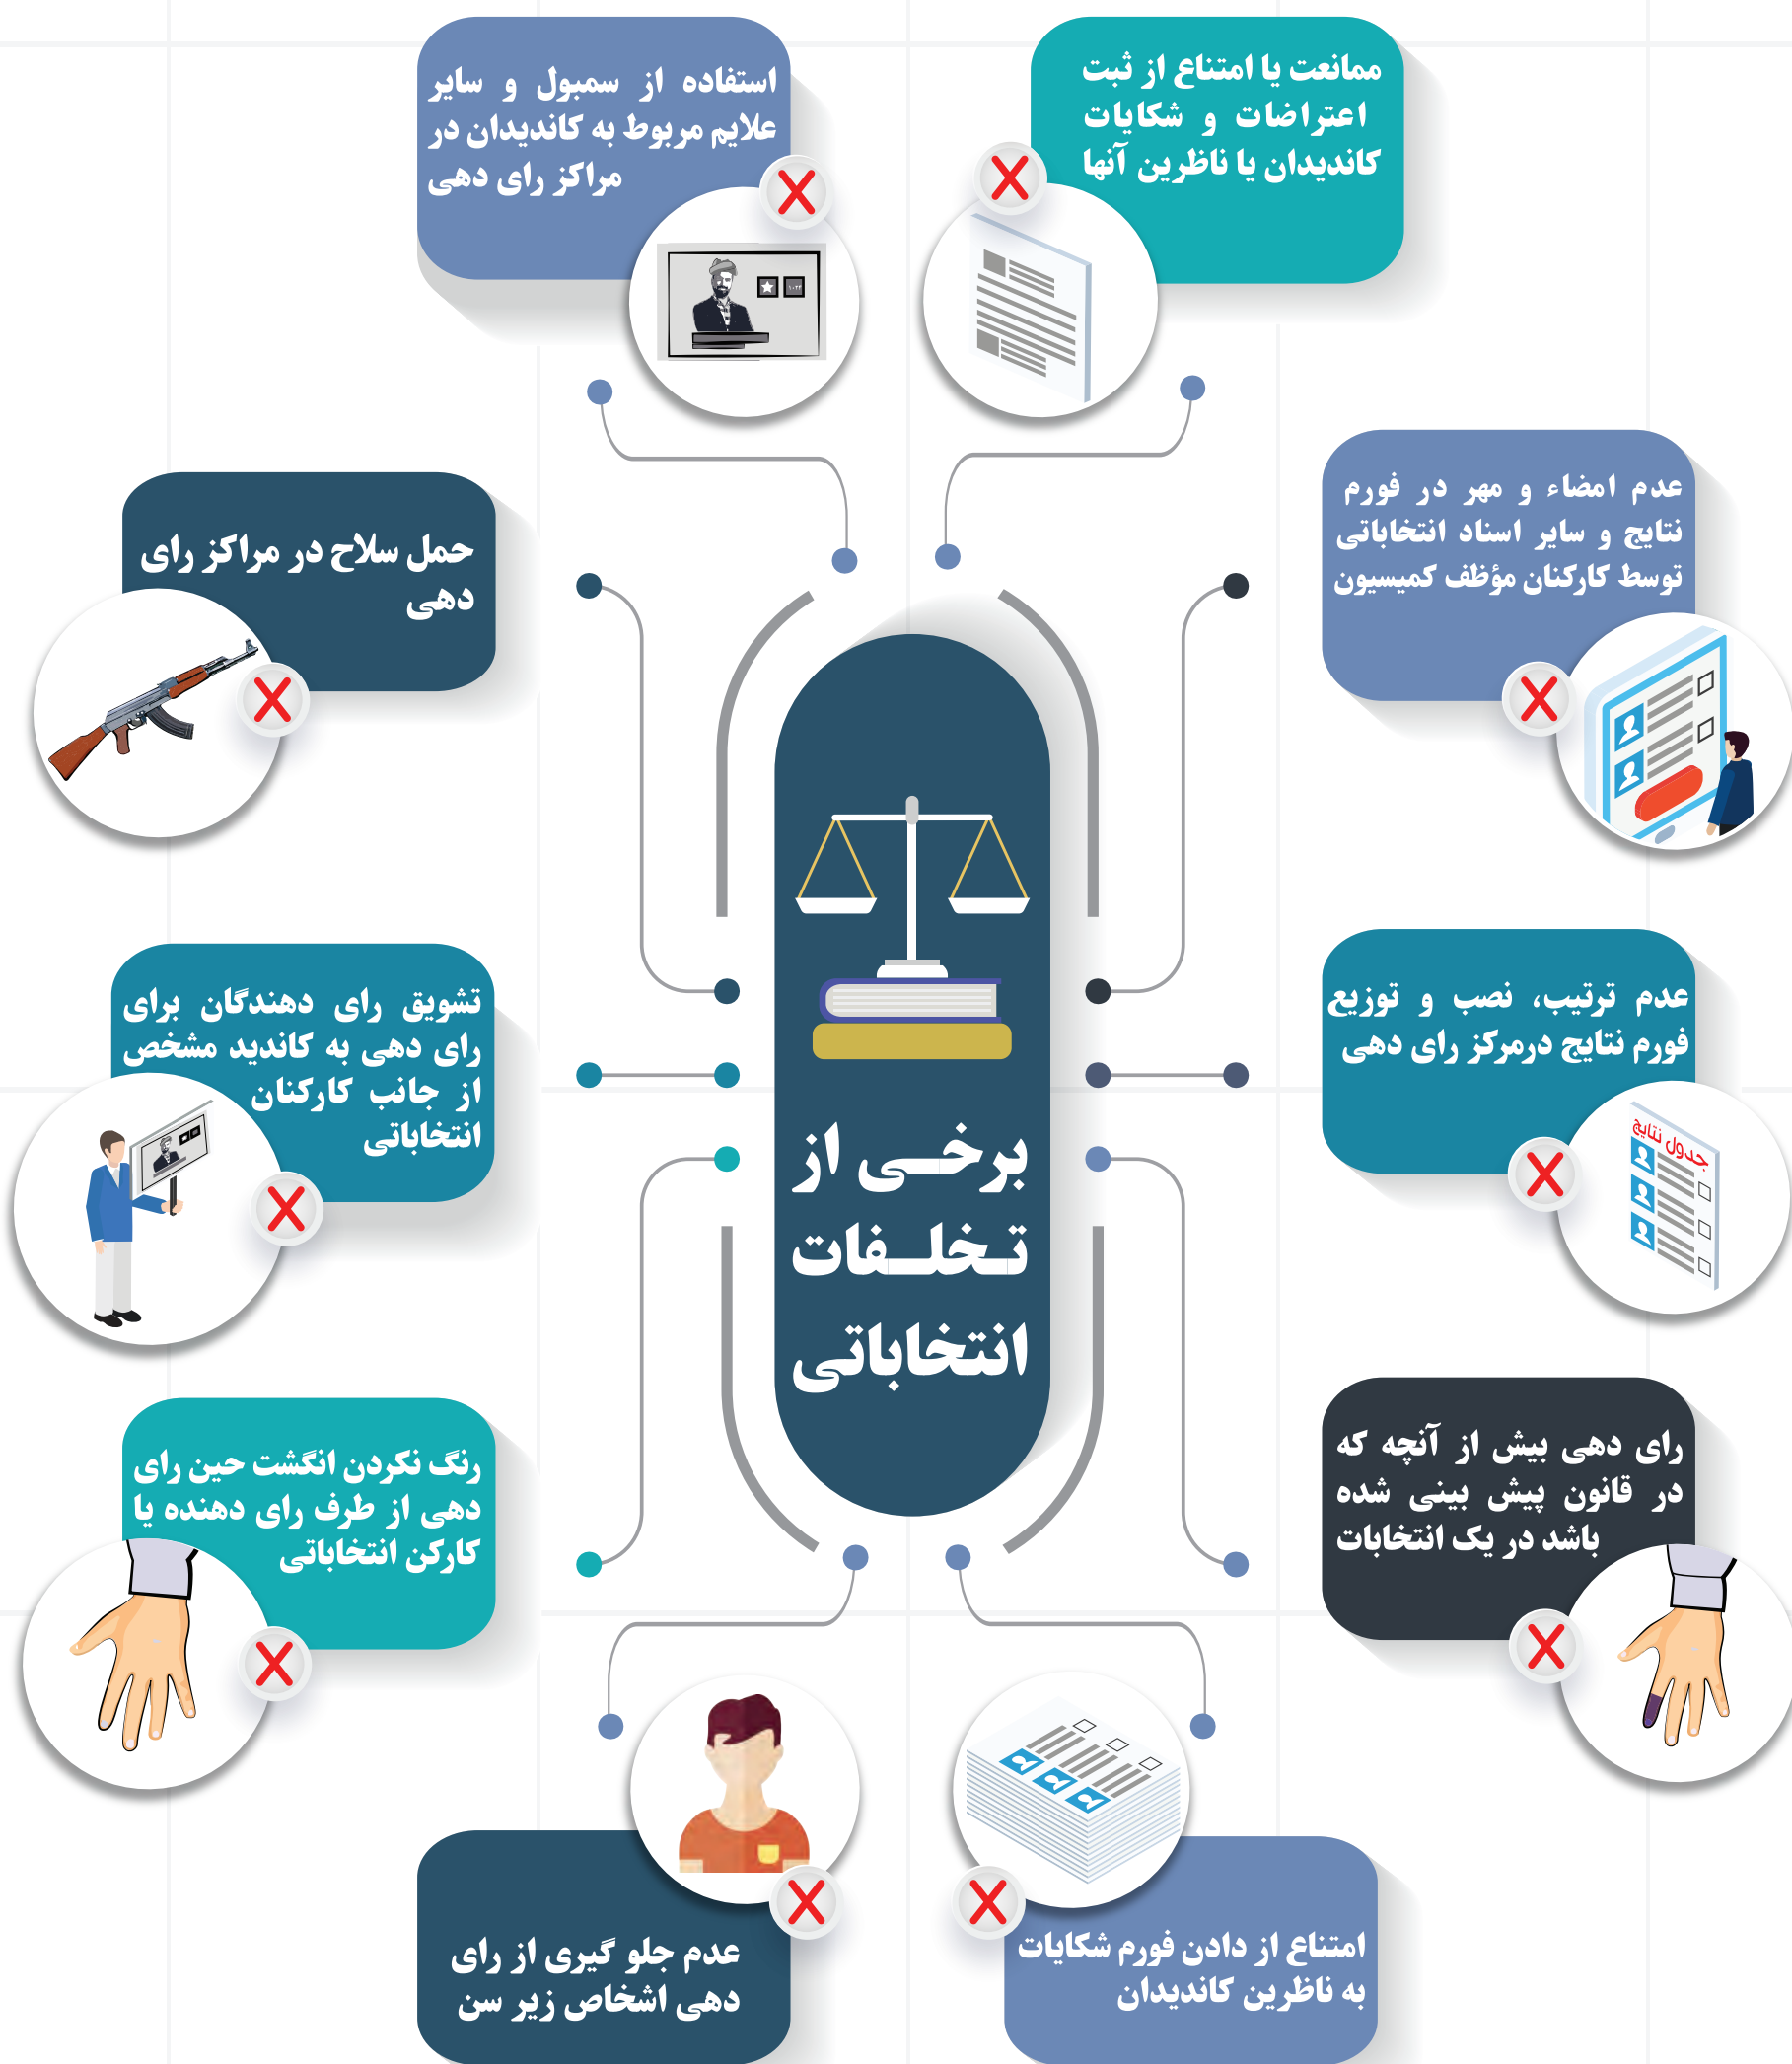 ممانعت یا امتناع از ثبت
اعتراضات و شکایات
کاندیدان یا ناظرین آنها
استفاده از سمبول و سایر
علایم مربوط به کاندیدان در
مراکز رای دهی
عدم امضاء و مهر در فورم
نتایج و سایر اسناد انتخاباتی
توسط کارکنان مؤظف کمیسیون
حمل سلاح در مراکز رای
دهی
عدم ترتیب، نصب و توزیع
فورم نتایج درمرکز رای دهی
جدول نتایج
تشویق رای دهندگان برای
رای دهی به کاندید مشخص
از جانب کارکنان
انتخاباتی
برخی از
تخلفات
انتخاباتی
رای دهی بیش از آنچه که
در قانون پیش بینی شده
باشد در یک انتخابات
رنگ نکردن انگشت حین رای
دهی از طرف رای دهنده یا
کارکن انتخاباتی
امتناع از دادن فورم شکایات
به ناظرین کاندیدان
عدم جلو گیری از رای
دهی اشخاص زیر سن